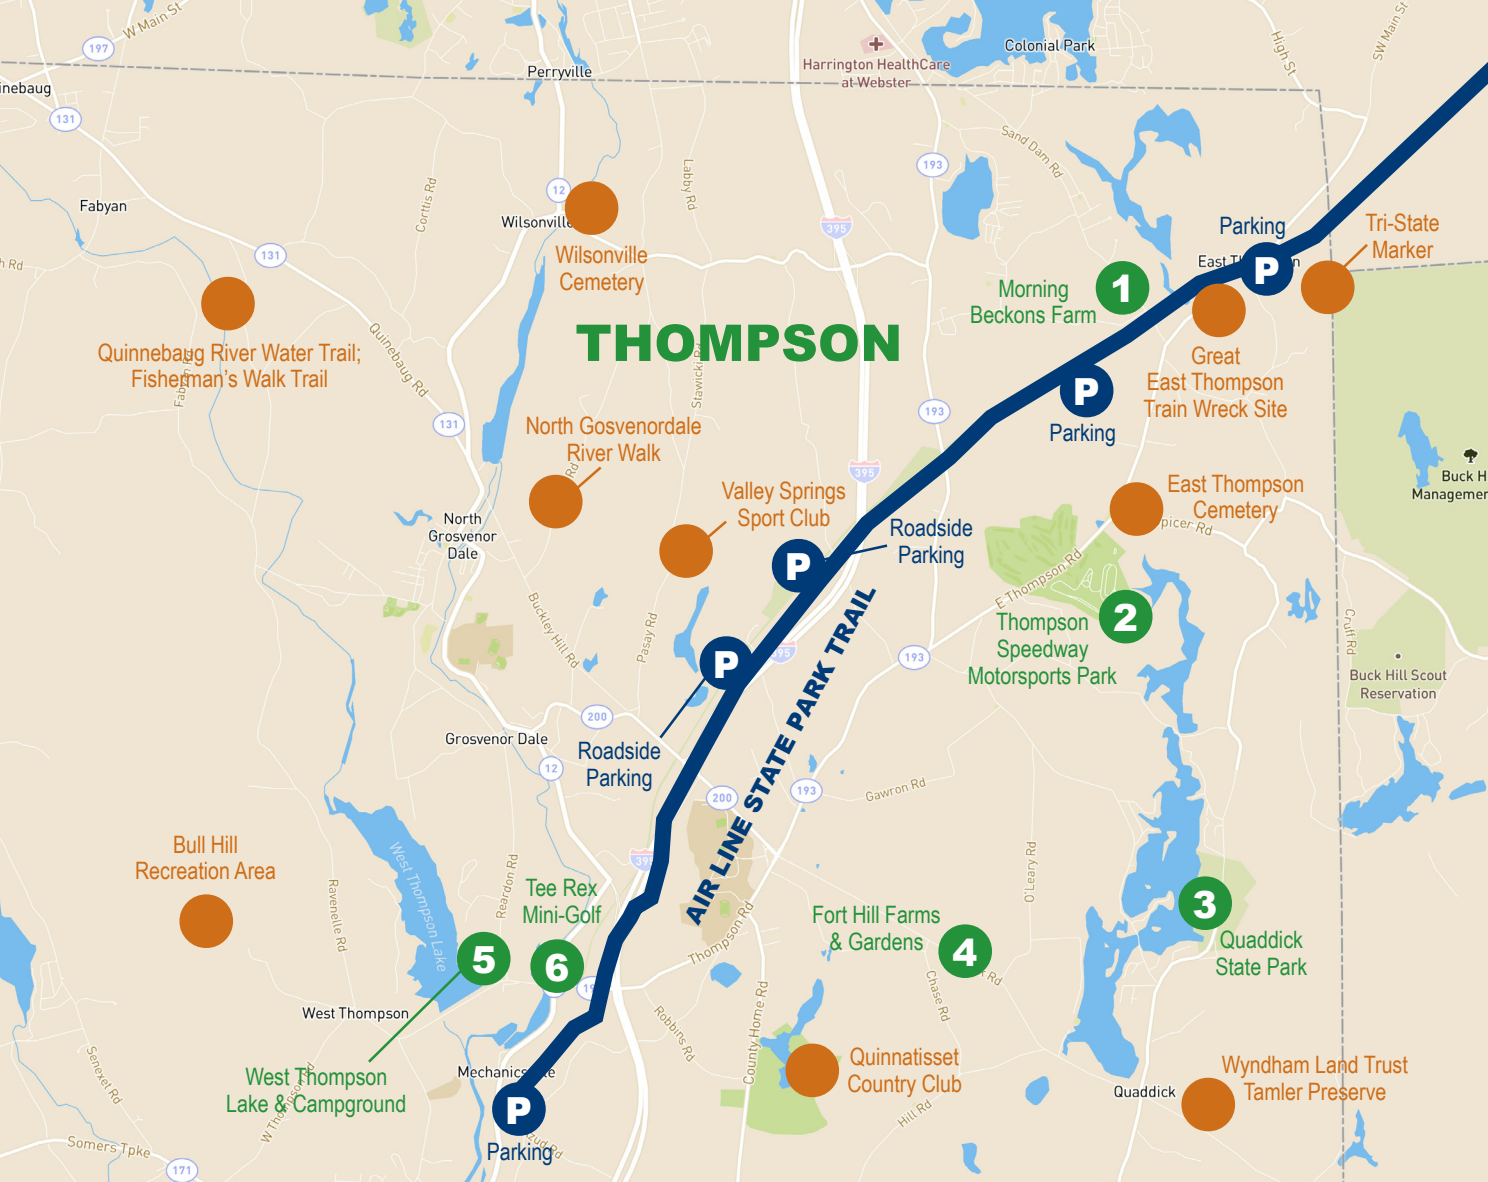 W Main St
197
inebaug
131
Perryville
Colonial Park
Harrington HealthCare
at Webster
High St
SW Main St
Fabyan
h Rd
131
Corttis Rd
12
Wilsonville
Labby Rd
193
Sand Dam Rd
395
Wilsonville
Cemetery
Parking
P
Tri-State
Marker
Morning
Beckons Farm
1
THOMPSON
Quinnebaug River Water Trail;
Fisherman's Walk Trail
Fabyan Rd
Quinebaug Rd
Stawicki Rd
Great
East Thompson
Train Wreck Site
P
Parking
131
193
North Gosvenordale
River Walk
Rd
395
Valley Springs
Sport Club
East Thompson
Cemetery
Buck H
Managemen
North
Grosvenor
Dale
P
Roadside
Parking
E Thompson Rd
Buckley Hill Rd
Pasay Rd
2
Thompson
Speedway
Motorsports Park
Cruff Rd
P
395
193
AIR LINE STATE PARK TRAIL
Buck Hill Scout
Reservation
200
Grosvenor Dale
12
Roadside
Parking
200
193
Gawron Rd
Bull Hill
Recreation Area
West Thompson Lake
Ravenelle Rd
Reardon Rd
Tee Rex
Mini-Golf
O'Leary Rd
Thompson Rd
Fort Hill Farms
& Gardens
4
Chase Rd
3
Quaddick
State Park
5
6
West Thompson
Robbins Rd
County Home Rd
Senexet Rd
W Thompson Rd
West Thompson
Lake & Campground
P
Parking
Quinnatisset
Country Club
Hill Rd
Quaddick
Wyndham Land Trust
Tamler Preserve
Somers Tpke
171